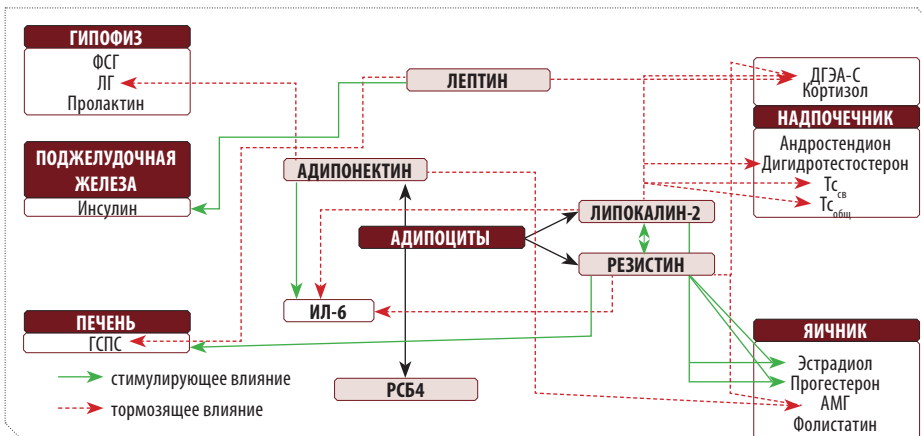 ГИПОФИЗ
ФСГ
ЛГ
Пролактин
ПОДЖЕЛУДОЧНАЯ
ЖЕЛЕЗА
Инсулин
ПЕЧЕНЬ
ГСПС
стимулирующее влияние
тормозящее влияние
ЛЕПТИН
АДИПОНЕКТИН
АДИПОЦИТЫ
ЛИПОКАЛИН-2
РЕЗИСТИН
ИЛ-6
РСБ4
ДГЭА-С
Кортизол
НАДПОЧЕЧНИК
Андростендион
Дигидротестостерон
Тс св
Тс общ
ЯИЧНИК
Эстрадиол
Прогестерон
АМГ
Фолистатин